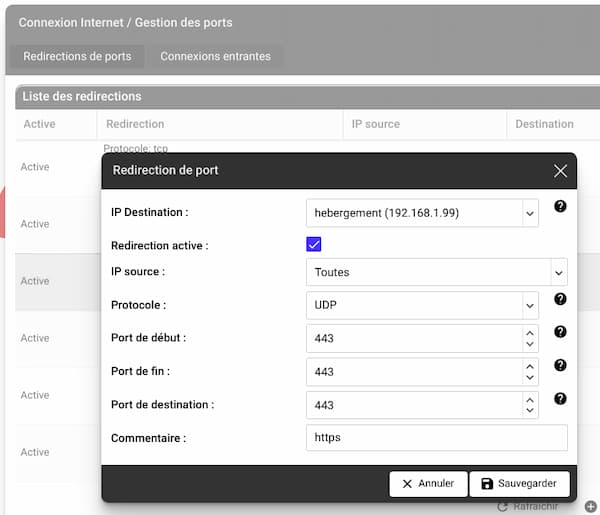 Connexion Internet / Gestion des ports
Redirections de ports Connexions entrantes
Liste des redirections
Active Redirection IP source Destination
Protocole: tcp
Active
Redirection de port
IP Destination : hebergement (192.168.1.99)
Active
Redirection active :
IP source : Toutes
Active
Protocole : UDP
Port de début : 443
Active
Port de fin : 443
Active
Port de destination : 443
Commentaire : https
Active
Annuler Sauvegarder
Rafraichir